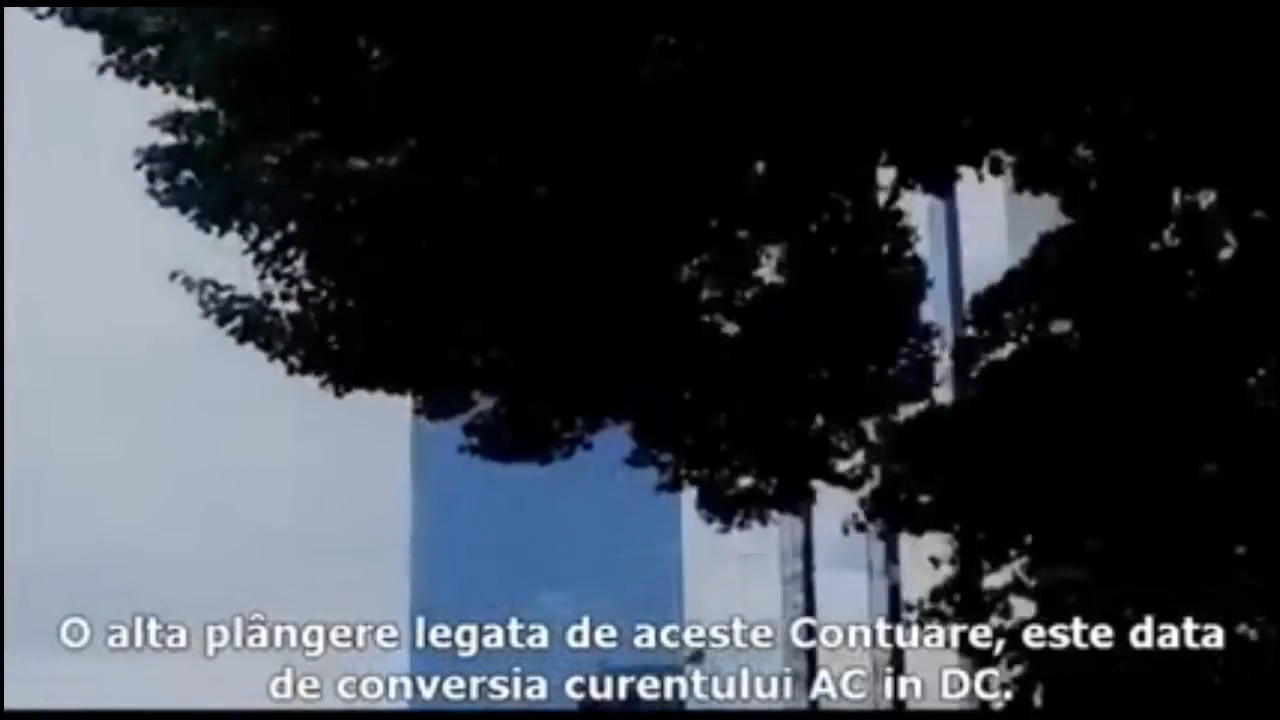 O alta plângere legata de aceste Contuare, este data
de conversia curentului AC in DC.